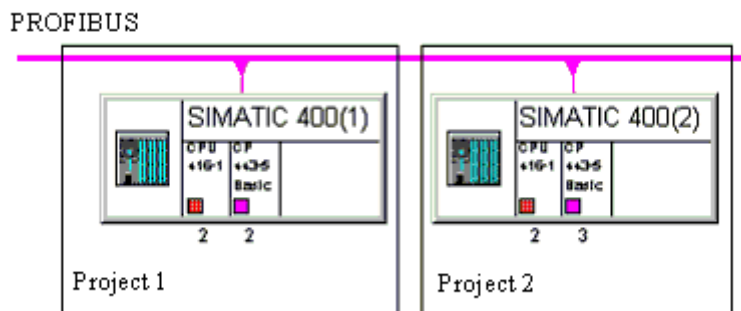 PROFIBUS
SIMATIC 400(1)
CPU 416-1
CP 443-5 Basic
2 2
Project 1
SIMATIC 400(2)
CPU 416-1
CP 443-5 Basic
2 3
Project 2